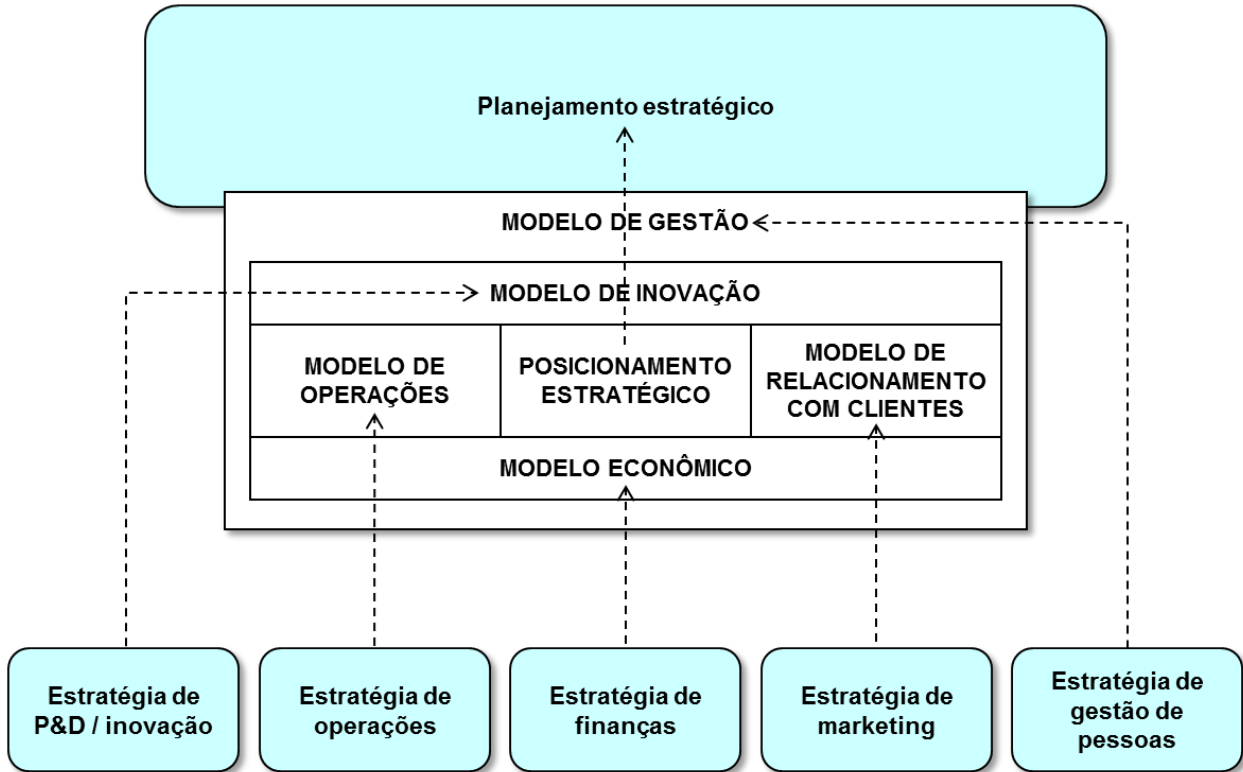 Planejamento estratégico
MODELO DE GESTÃO
MODELO DE INOVAÇÃO
MODELO DE
OPERAÇÕES
POSICIONAMENTO
ESTRATÉGICO
MODELO DE
RELACIONAMENTO
COM CLIENTES
MODELO ECONÔMICO
Estratégia de
P&D / inovação
Estratégia de
operações
Estratégia de
finanças
Estratégia de
marketing
Estratégia de
gestão de
pessoas